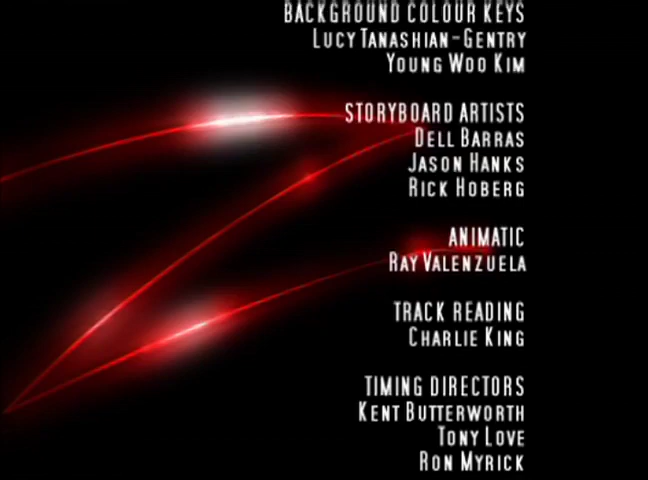 BACKGROUND COLOUR KEYS
LUCY TANASHIAN-GENTRY
YOUNG WOO KIM
STORYBOARD ARTISTS
DELL BARRAS
JASON HANKS
RICK HOBERG
ANIMATIC
RAY VALENZUELA
TRACK READING
CHARLIE KING
TIMING DIRECTORS
KENT BUTTERWORTH
TONY LOVE
RON MYRICK